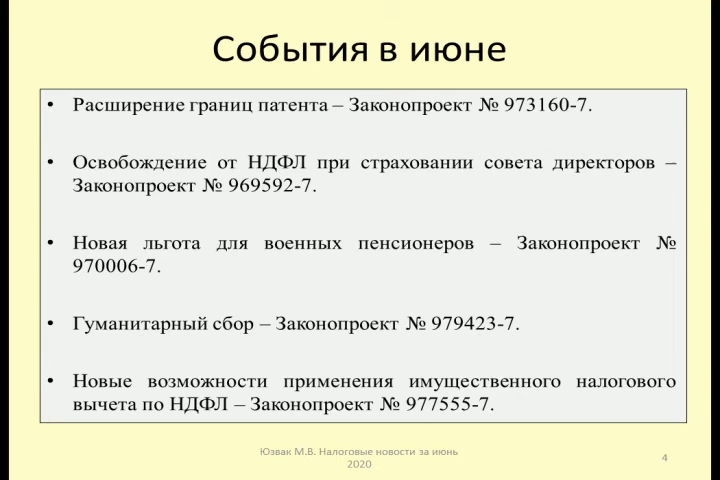 События в июне
• Расширение границ патента – Законопроект № 973160-7.
• Освобождение от НДФЛ при страховании совета директоров –
Законопроект № 969592-7.
• Новая льгота для военных пенсионеров – Законопроект №
970006-7.
• Гуманитарный сбор – Законопроект № 979423-7.
• Новые возможности применения имущественного налогового
вычета по НДФЛ – Законопроект № 977555-7.
Юзвак М.В. Налоговые новости за июнь
2020
4